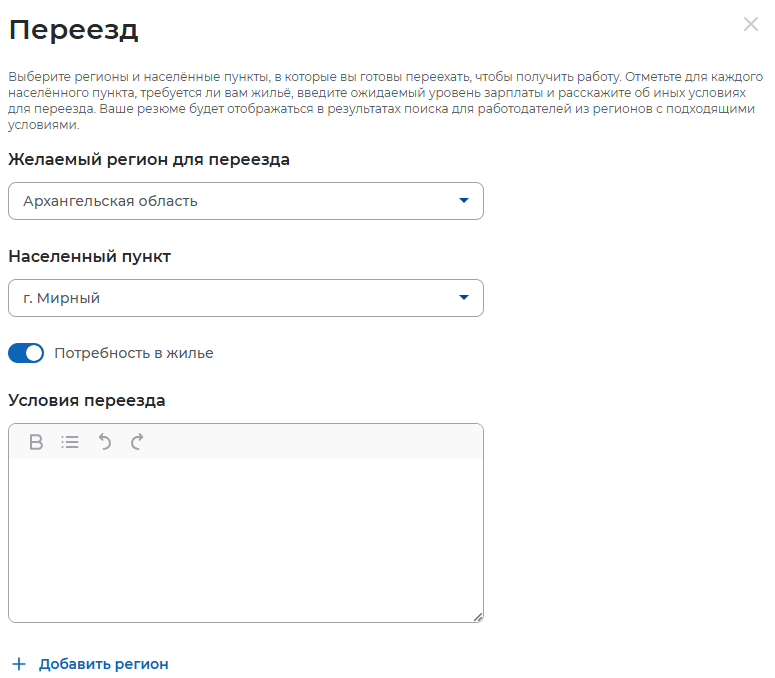 Переезд
Выберите регионы и населённые пункты, в которые вы готовы переехать, чтобы получить работу. Отметьте для каждого
населённого пункта, требуется ли вам жильё, введите ожидаемый уровень зарплаты и расскажите об иных условиях
для переезда. Ваше резюме будет отображаться в результатах поиска для работодателей из регионов с подходящими
условиями.
Желаемый регион для переезда
Архангельская область
Населенный пункт
г. Мирный
Потребность в жилье
Условия переезда
B
+ Добавить регион